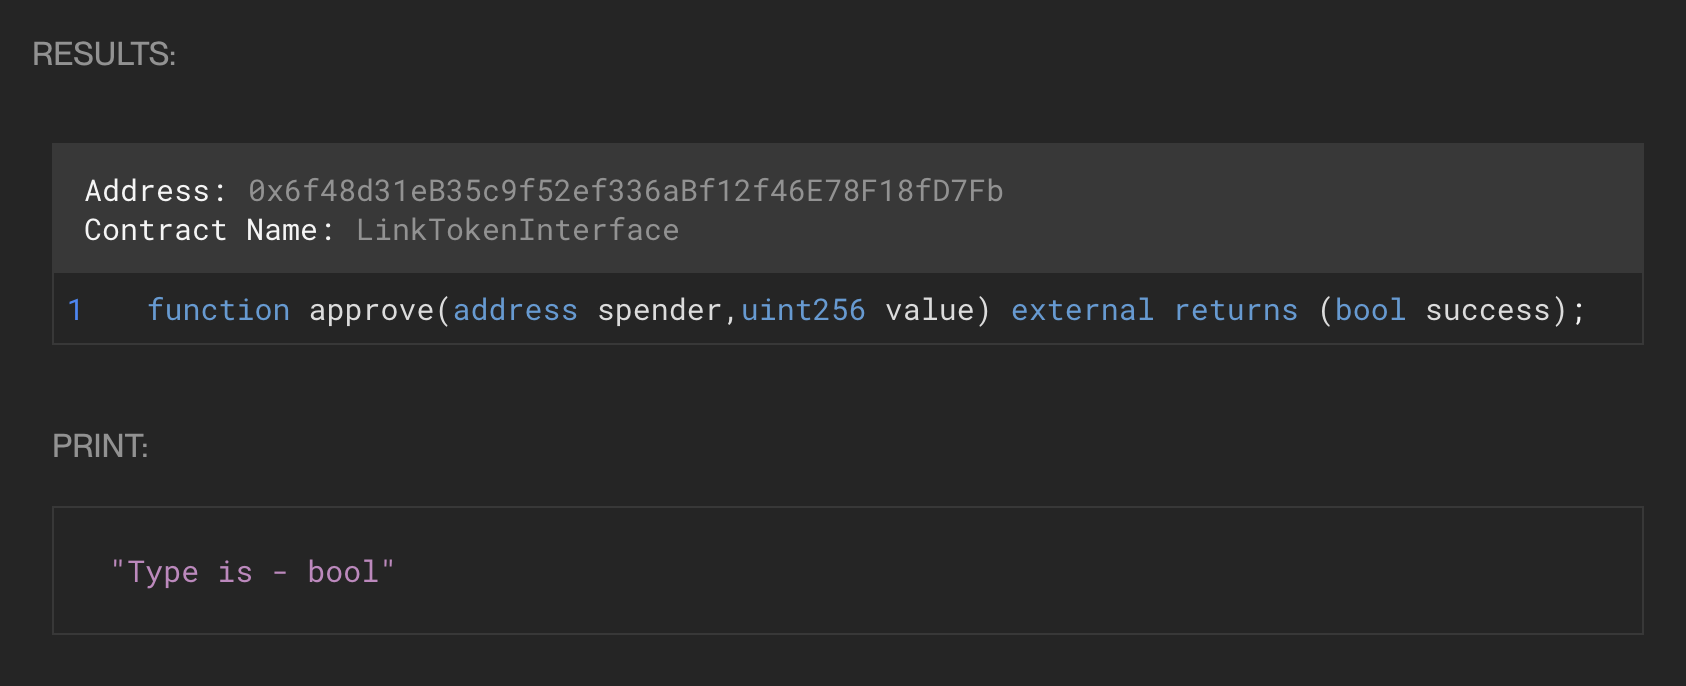 RESULTS:
Address: 0x6f48d31eB35c9f52ef336aBf12f46E78F18fD7Fb
Contract Name: LinkTokenInterface
1 function approve(address spender,uint256 value) external returns (bool success);
PRINT:
"Type is - bool"